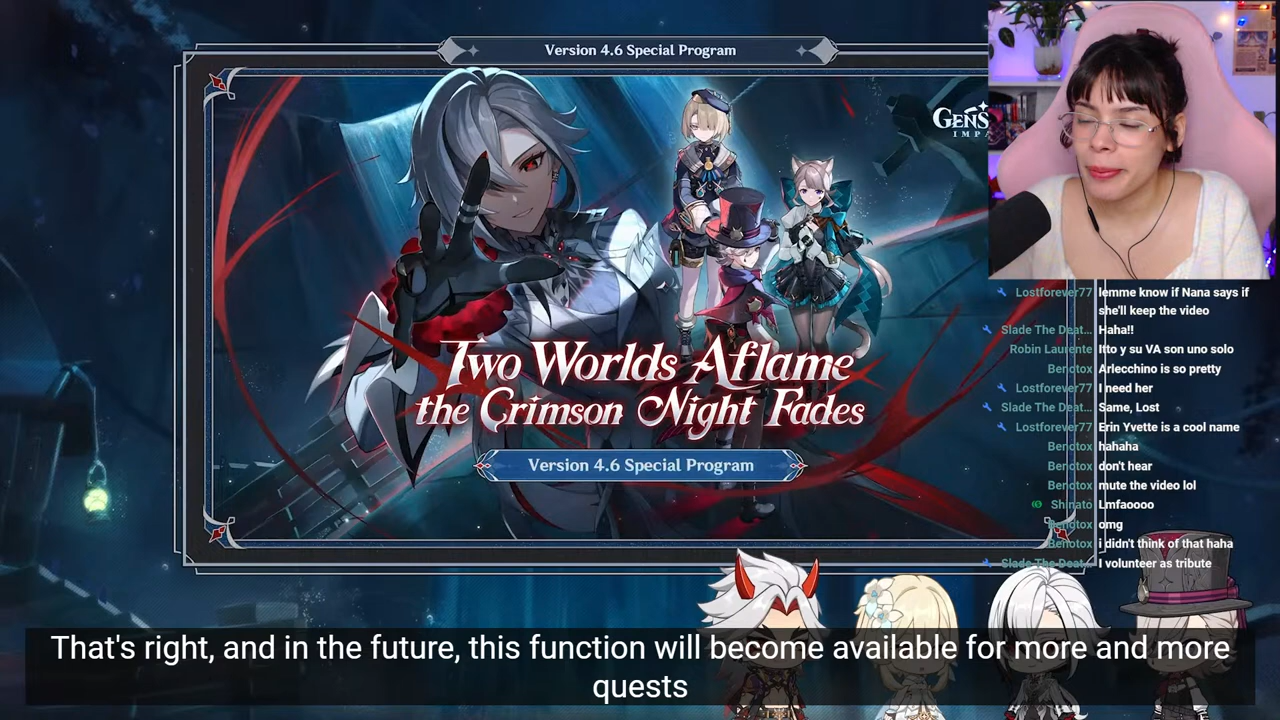 Version 4.6 Special Program
GENS
IMPA
Two Worlds Aflame
the Crimson Night Fades
Version 4.6 Special Program
Lostforever77 lemme know if Nana says if
she'll keep the video
Slade The Deat... Haha!!
Robin Laurente Itto y su VA son uno solo
Benotox Arlecchino is so pretty
Lostforever77 I need her
Slade The Deat... Same, Lost
Lostforever77 Erin Yvette is a cool name
Benotox hahaha
Benotox don't hear
Benotox mute the video lol
Shinato Lmfaoooo
Benotox omg
Benotox i didn't think of that haha
Slade The Deat... I volunteer as tribute
That's right, and in the future, this function will become available for more and more
quests